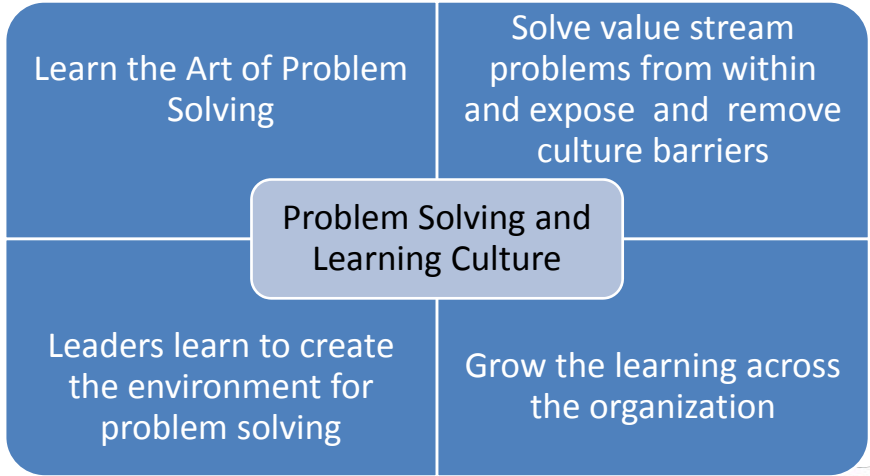 Learn the Art of Problem
Solving
Solve value stream
problems from within
and expose and remove
culture barriers
Problem Solving and
Learning Culture
Leaders learn to create
the environment for
problem solving
Grow the learning across
the organization